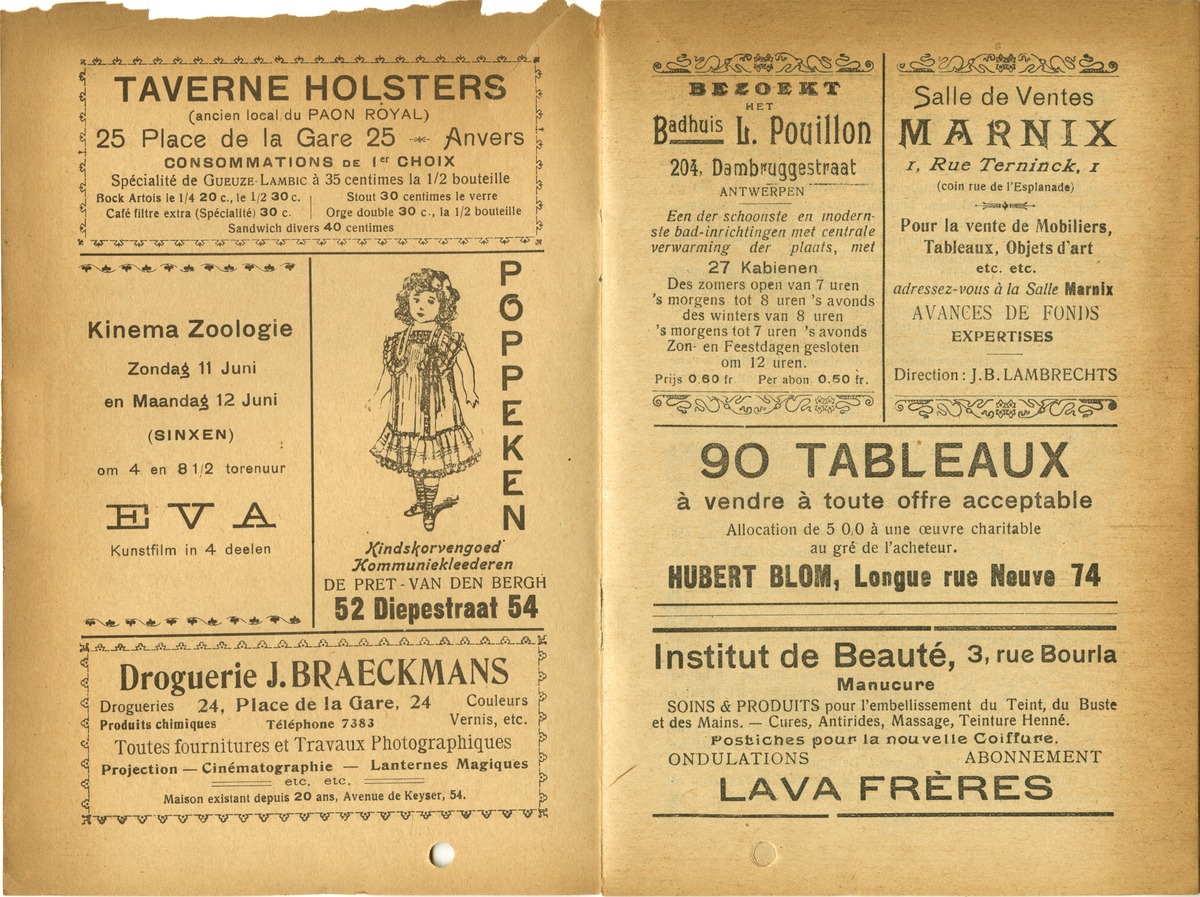 TAVERNE HOLSTERS
(ancien local du PAON ROYAL)
25 Place de la Gare 25 Anvers
CONSOMMATIONS DE 1er CHOIX
Spécialité de GUEUZE-LAMBIC à 35 centimes la 1/2 bouteille
Bock Artois le 1/4 20 c., le 1/2 30 c.
Café filtre extra (Spécialité) 30 c.
Stout 30 centimes le verre
Orge double 30 c., la 1/2 bouteille
Sandwich divers 40 centimes
Kinema Zoologie
Zondag 11 Juni
en Maandag 12 Juni
(SINXEN)
om 4 en 8 1/2 torenuur
EVA
Kunstfilm in 4 deelen
POPPEKEN
Kindskorvengoed
Kommuniekleederen
DE PRET-VAN DEN BERGH
52 Diepestraat 54
Droguerie J. BRAECKMANS
Drogueries 24, Place de la Gare, 24 Couleurs
Produits chimiques Téléphone 7383 Vernis, etc.
Toutes fournitures et Travaux Photographiques
Projection — Cinématographie — Lanternes Magiques
etc. etc.
Maison existant depuis 20 ans, Avenue de Keyser, 54.
BEZOEKT
HET
Badhuis L. Pouillon
204, Dambruggestraat
ANTWERPEN
Een der schoonste en modern-
ste bad-inrichtingen met centrale
verwarming der plaats, met
27 Kabienen
Des zomers open van 7 uren
's morgens tot 8 uren 's avonds
des winters van 8 uren
's morgens tot 7 uren 's avonds
Zon- en Feestdagen gesloten
om 12 uren.
Prijs 0,60 fr. Per abon. 0.50 fr.
Salle de Ventes
MARNIX
1, Rue Terninck, 1
(coin rue de l'Esplanade)
Pour la vente de Mobiliers,
Tableaux, Objets d'art
etc. etc.
adressez-vous à la Salle Marnix
AVANCES DE FONDS
EXPERTISES
Direction : J.B. LAMBRECHTS
90 TABLEAUX
à vendre à toute offre acceptable
Allocation de 5 0/0 à une œuvre charitable
au gré de l'acheteur.
HUBERT BLOM, Longue rue Neuve 74
Institut de Beauté, 3, rue Bourla
Manucure
SOINS & PRODUITS pour l'embellissement du Teint, du Buste
et des Mains. — Cures, Antirides, Massage, Teinture Henné.
Postiches pour la nouvelle Coiffure.
ONDULATIONS ABONNEMENT
LAVA FRÈRES